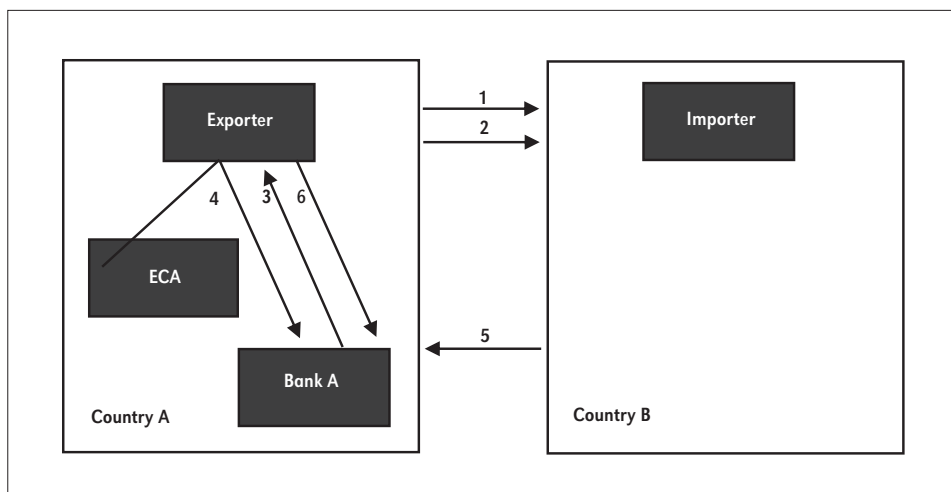 Exporter
1
Importer
2
4
3
6
ECA
5
Bank A
Country A
Country B